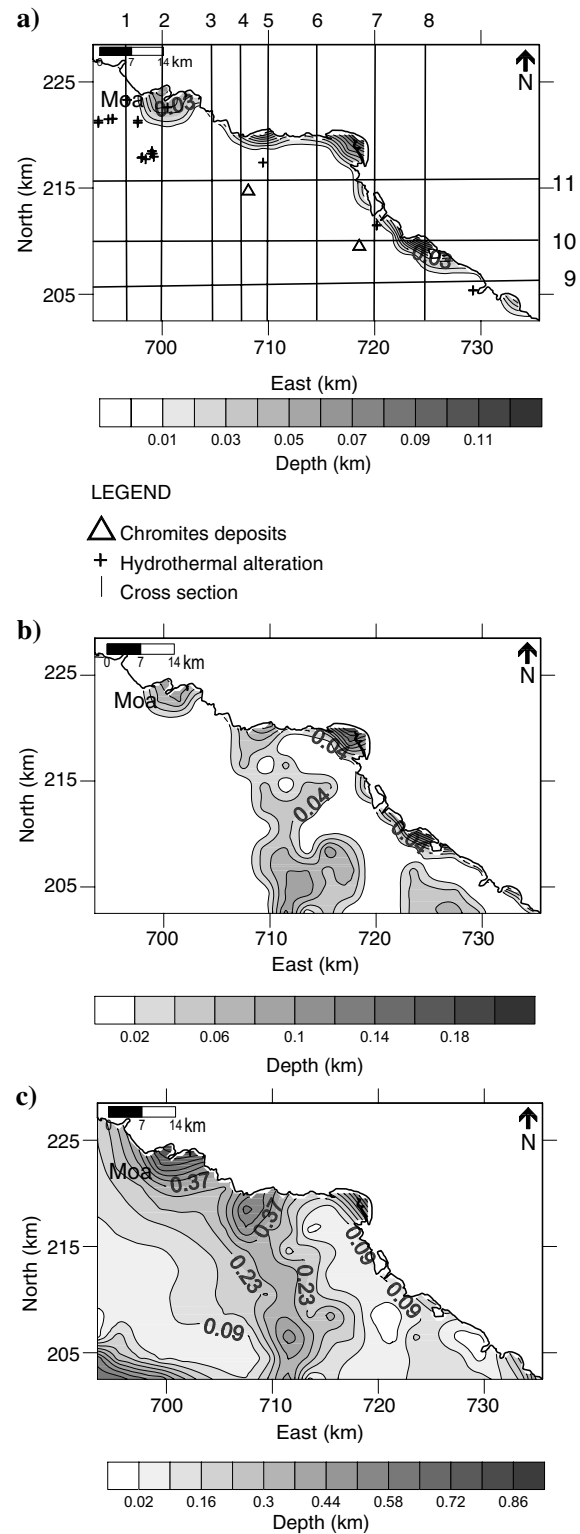 a)
1 2 3 4 5 6 7 8
0 7 14 km
225
215
205
North (km)
Moa
0.03
0.03
N
11
10
9
700 710 720 730
East (km)
0.01 0.03 0.05 0.07 0.09 0.11
Depth (km)
LEGEND
Chromites deposits
Hydrothermal alteration
Cross section
b)
0 7 14 km
225
215
205
North (km)
Moa
0.04
0.04
N
700 710 720 730
East (km)
0.02 0.06 0.1 0.14 0.18
Depth (km)
c)
0 7 14 km
225
215
205
North (km)
Moa
0.37
0.37
0.23
0.23
0.09
0.09
0.09
N
700 710 720 730
East (km)
0.02 0.16 0.3 0.44 0.58 0.72 0.86
Depth (km)